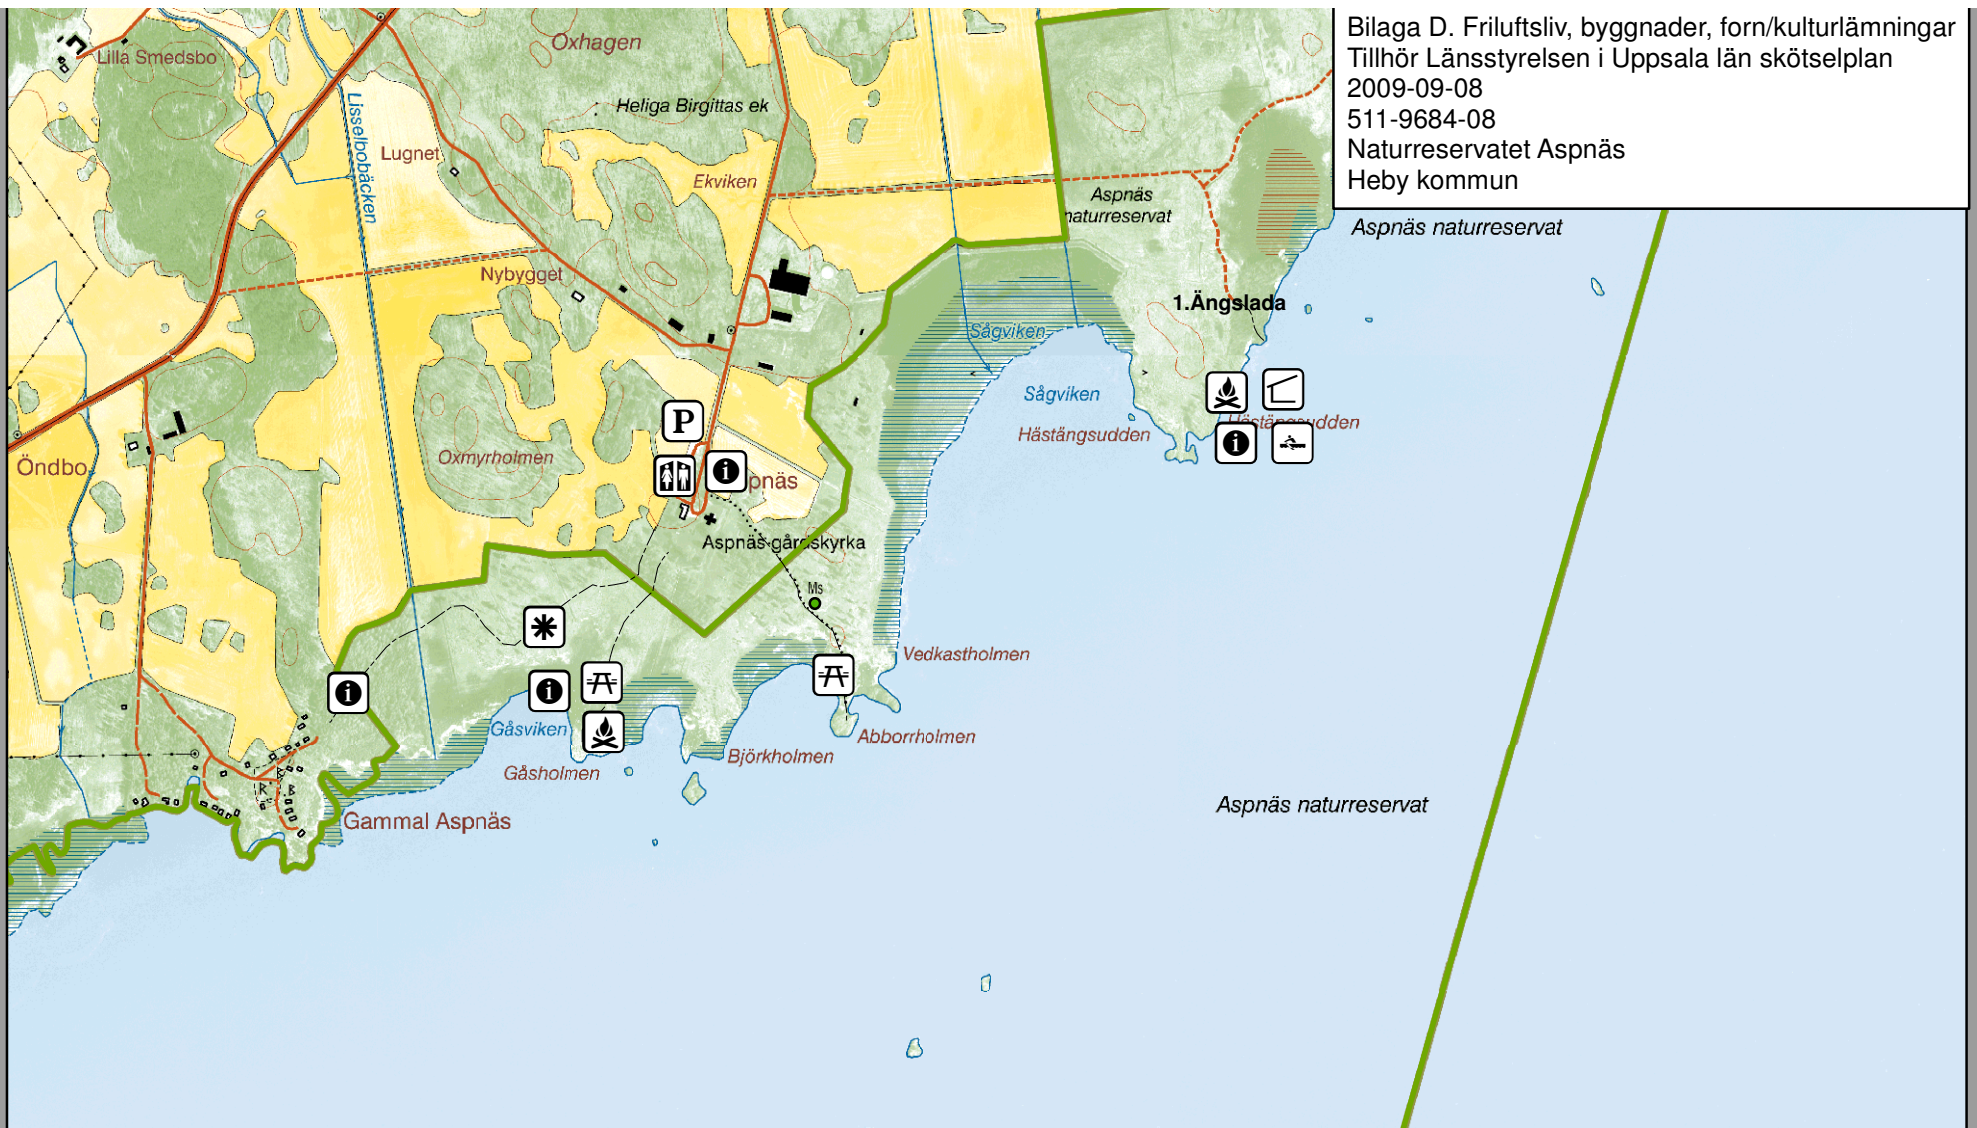 Bilaga D. Friluftsliv, byggnader, forn/kulturlämningar
Tillhör Länsstyrelsen i Uppsala län skötselplan
2009-09-08
511-9684-08
Naturreservatet Aspnäs
Heby kommun
Oxhagen
Lilla Smedsbo
Heliga Birgittas ek
Lisselbobäcken
Lugnet
Ekviken
Aspnäs
naturreservat
Aspnäs naturreservat
Nybygget
1.Ängslada
Sågviken
Sågviken
Hästängsudden
Hästängsudden
P
Öndbo
Oxmyrholmen
i
pnäs
i
Aspnäs gårdskyrka
Ms
Vedkastholmen
i
i
Gåsviken
Abborrholmen
Björkholmen
Gåsholmen
Aspnäs naturreservat
R
R
B
Gammal Aspnäs